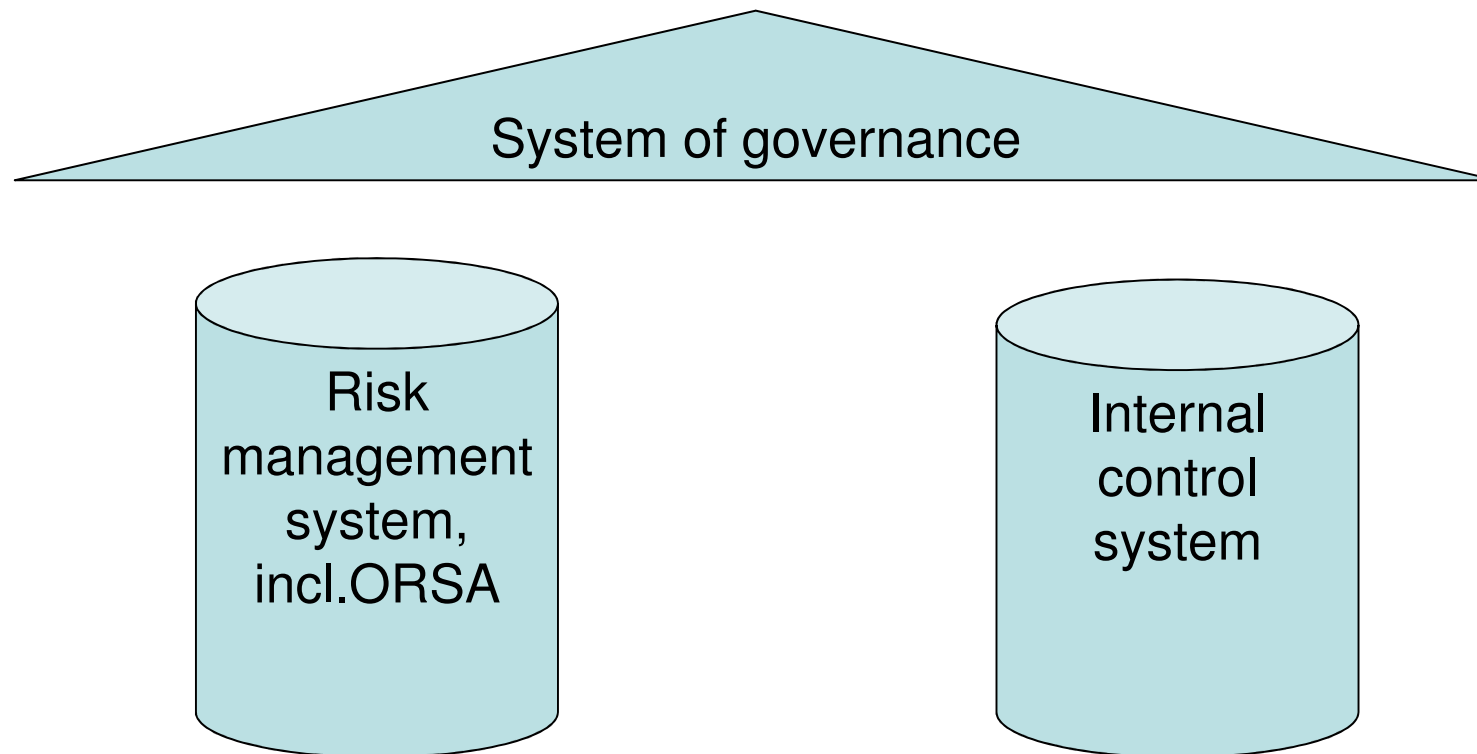 System of governance
Risk
management
system,
incl.ORSA
Internal
control
system